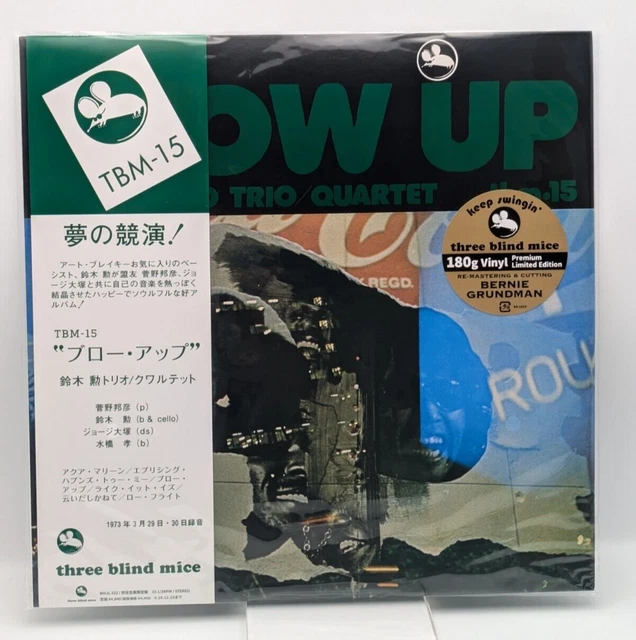 TBM-15
OW UP
O TRIO/QUARTET
15
REGD.
ROU
keep swingin'
three blind mice
180g Vinyl Premium
Limited Edition
RE-MASTERING & CUTTING
BERNIE
GRUNDMAN
夢の競演!
アート・ブレイキーお気に入りのベー
シスト、鈴木 勲が盟友 菅野邦彦、ジョ
ージ大塚と共に自己の音楽を熱っぽく
結晶させたハッピーでソウルフルな好ア
ルバム!
TBM-15
"ブロー・アップ"
鈴木 勲トリオ/クワルテット
菅野邦彦 (p)
鈴木 勲 (b & cello)
ジョージ大塚 (ds)
水橋 孝 (b)
アクア・マリーン/エブリシング・
ハプンズ・トゥー・ミー/ブロー・
アップ/ライク・イット・イズ/
云いだしかねて/ロー・フライト
1973年3月29日・30日録音
three blind mice
three blind mice